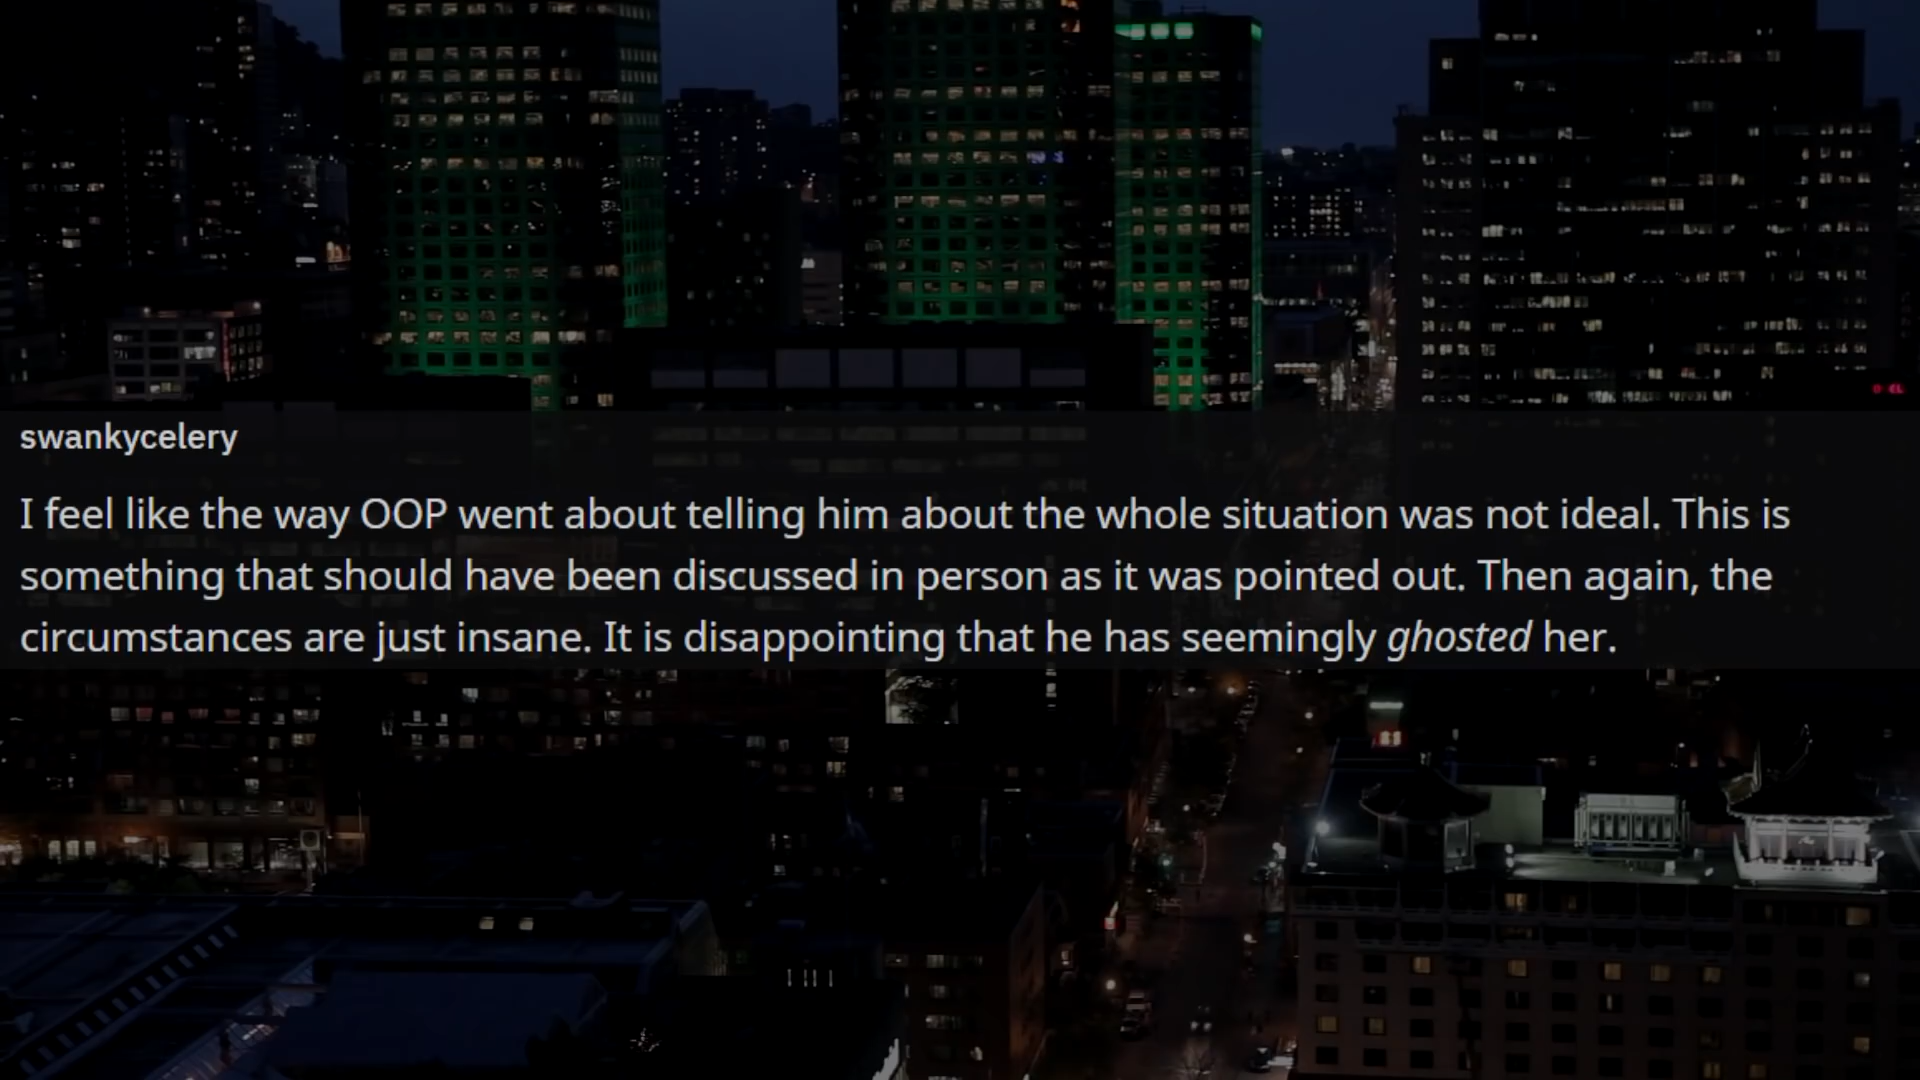 swankycelery
I feel like the way OOP went about telling him about the whole situation was not ideal. This is
something that should have been discussed in person as it was pointed out. Then again, the
circumstances are just insane. It is disappointing that he has seemingly ghosted her.